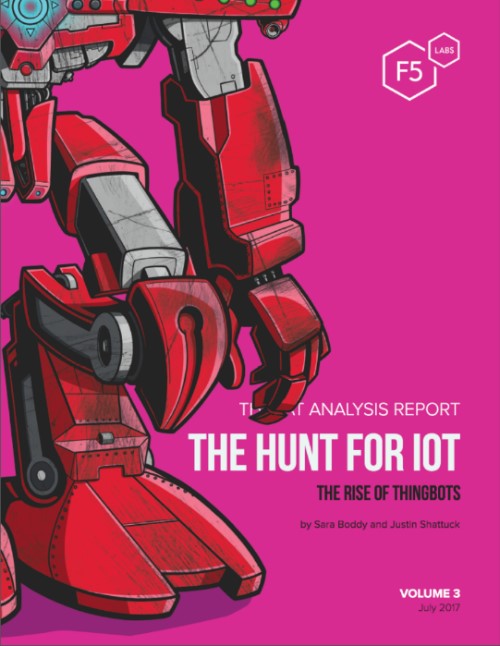 F5
LABS
ANALYSIS REPORT
THE HUNT FOR IOT
THE RISE OF THINGBOTS
by Sara Boddy and Justin Shattuck
VOLUME 3
July 2017